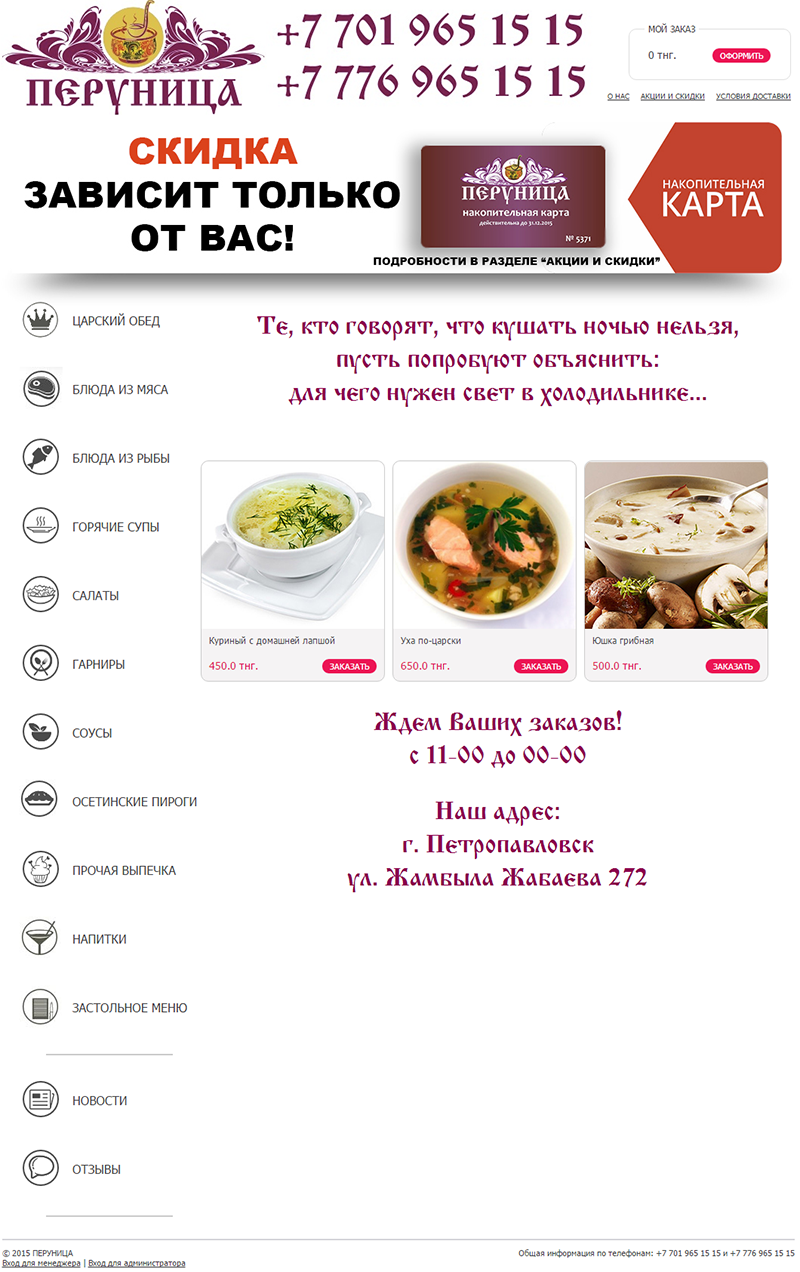 ПЕРУНИЦА
+7 701 965 15 15
+7 776 965 15 15
МОЙ ЗАКАЗ
0 тнг.
ОФОРМИТЬ
О НАС АКЦИИ И СКИДКИ УСЛОВИЯ ДОСТАВКИ
СКИДКА
ЗАВИСИТ ТОЛЬКО
ОТ ВАС!
ПЕРУНИЦА
накопительная карта
действительна до 31.12.2015
№ 5371
НАКОПИТЕЛЬНАЯ
КАРТА
ПОДРОБНОСТИ В РАЗДЕЛЕ “АКЦИИ И СКИДКИ”
ЦАРСКИЙ ОБЕД
БЛЮДА ИЗ МЯСА
БЛЮДА ИЗ РЫБЫ
ГОРЯЧИЕ СУПЫ
САЛАТЫ
ГАРНИРЫ
СОУСЫ
ОСЕТИНСКИЕ ПИРОГИ
ПРОЧАЯ ВЫПЕЧКА
НАПИТКИ
ЗАСТОЛЬНОЕ МЕНЮ
НОВОСТИ
ОТЗЫВЫ
Те, кто говорят, что кушать ночью нельзя,
пусть попробуют объяснить:
для чего нужен свет в холодильнике...
Куриный с домашней лапшой
450.0 тнг. ЗАКАЗАТЬ
Уха по-царски
650.0 тнг. ЗАКАЗАТЬ
Юшка грибная
500.0 тнг. ЗАКАЗАТЬ
Ждем Ваших заказов!
с 11-00 до 00-00
Наш адрес:
г. Петропавловск
ул. Жамбыла Жабаева 272
© 2015 ПЕРУНИЦА
Вход для менеджера | Вход для администратора
Общая информация по телефонам: +7 701 965 15 15 и +7 776 965 15 15